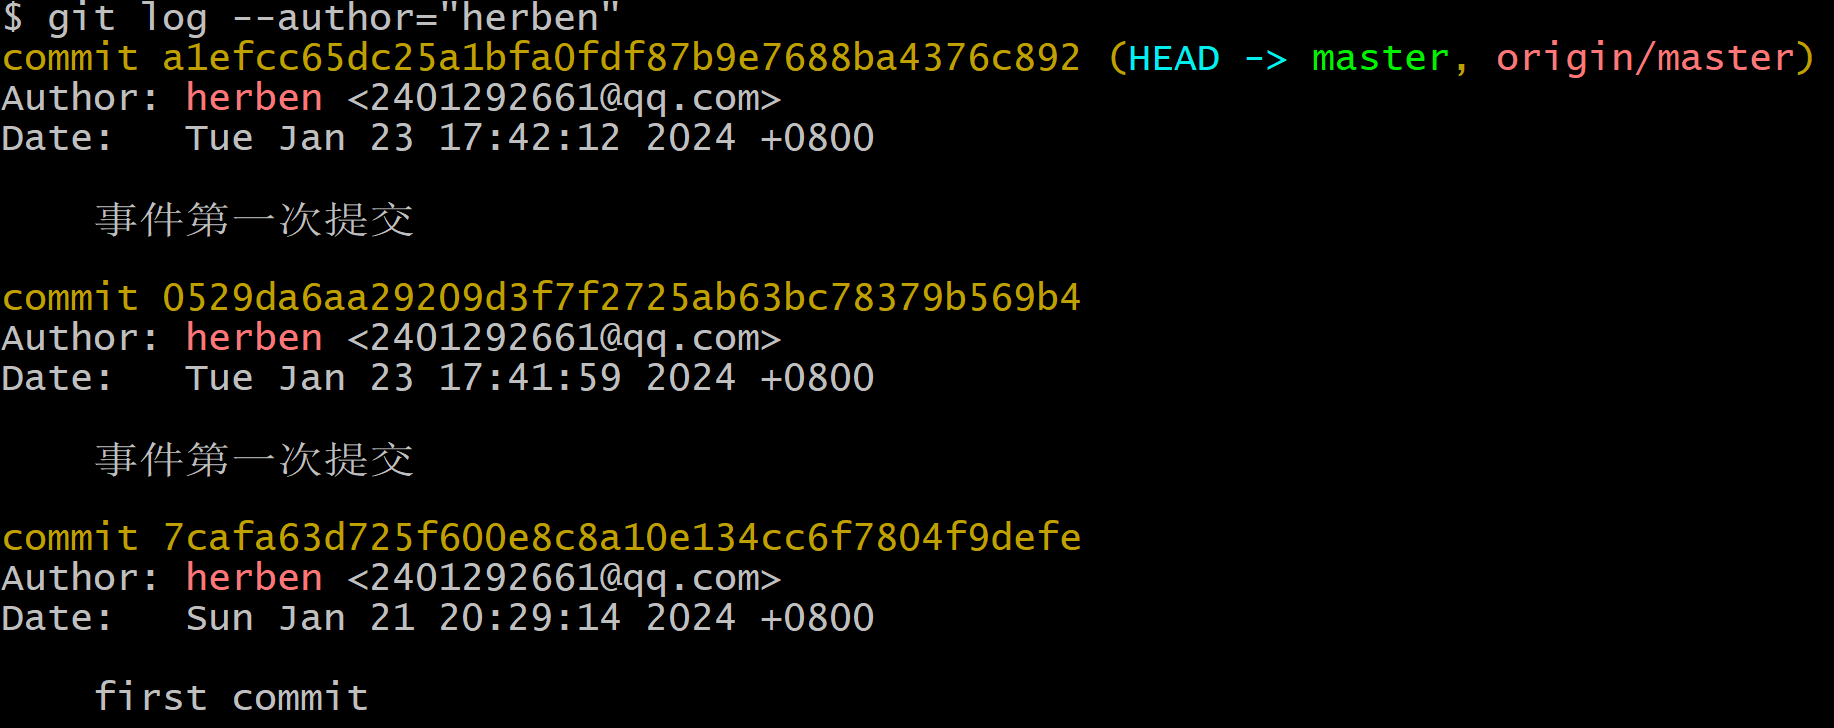 $ git log --author="herben"
commit a1efcc65dc25a1bfa0fdf87b9e7688ba4376c892 (HEAD -> master, origin/master)
Author: herben <2401292661@qq.com>
Date:   Tue Jan 23 17:42:12 2024 +0800
事件第一次提交
commit 0529da6aa29209d3f7f2725ab63bc78379b569b4
Author: herben <2401292661@qq.com>
Date:   Tue Jan 23 17:41:59 2024 +0800
事件第一次提交
commit 7cafa63d725f600e8c8a10e134cc6f7804f9defe
Author: herben <2401292661@qq.com>
Date:   Sun Jan 21 20:29:14 2024 +0800
first commit